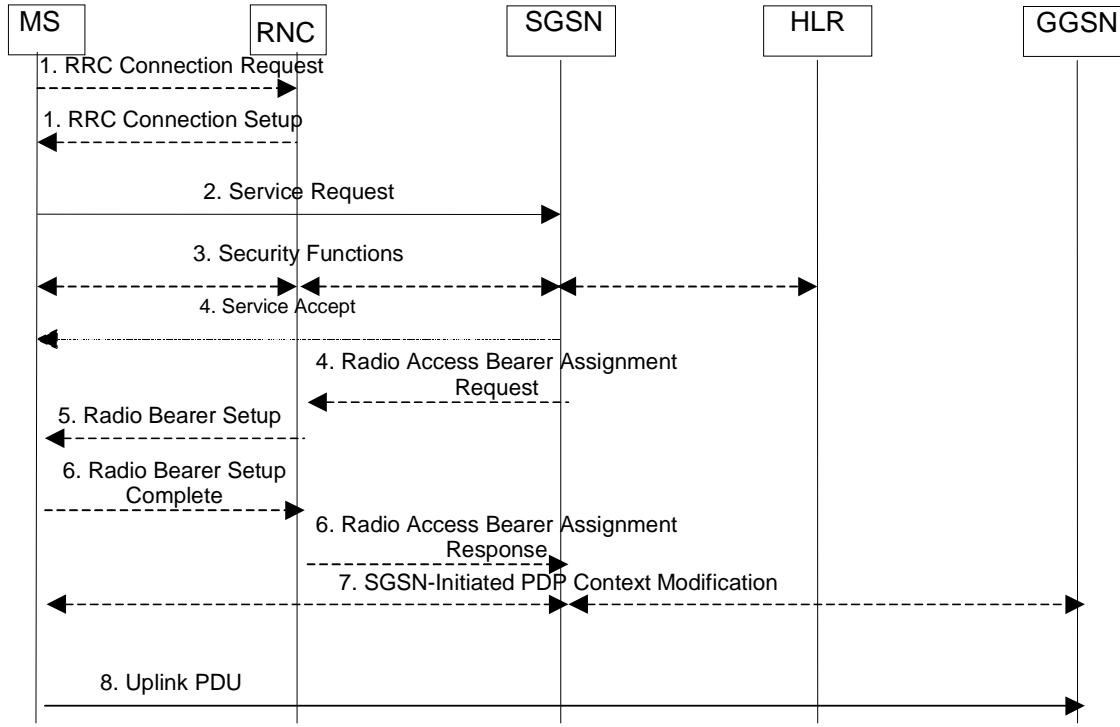 MS
RNC
SGSN
HLR
GGSN
1. RRC Connection Request
1. RRC Connection Setup
2. Service Request
3. Security Functions
4. Service Accept
4. Radio Access Bearer Assignment
Request
5. Radio Bearer Setup
6. Radio Bearer Setup
Complete
6. Radio Access Bearer Assignment
Response
7. SGSN-Initiated PDP Context Modification
8. Uplink PDU